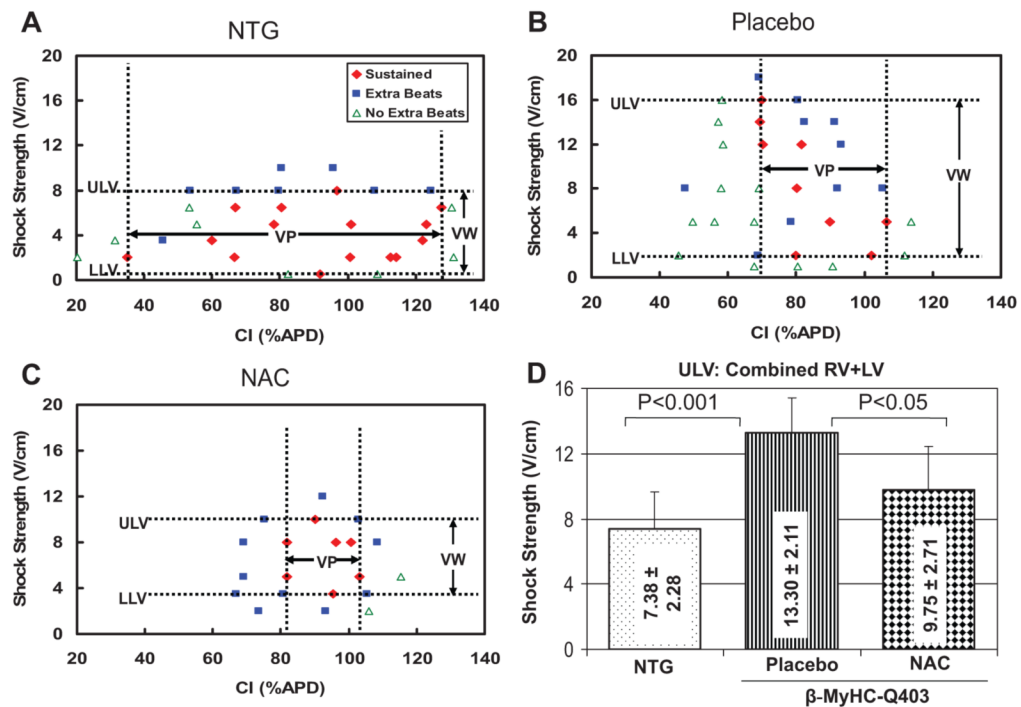 A
NTG
20
16
12
8
4
0
Shock Strength (V/cm)
Sustained
Extra Beats
No Extra Beats
ULV
LLV
VP
VW
20 40 60 80 100 120 140
CI (%APD)
B
Placebo
20
16
12
8
4
0
Shock Strength (V/cm)
ULV
LLV
VP
VW
20 40 60 80 100 120 140
CI (%APD)
C
NAC
20
16
12
8
4
0
Shock Strength (V/cm)
ULV
LLV
VP
VW
20 40 60 80 100 120 140
CI (%APD)
D
ULV: Combined RV+LV
16
12
8
4
0
Shock Strength (V/cm)
P<0.001
P<0.05
7.38 ±
2.28
13.30 ± 2.11
9.75 ± 2.71
NTG Placebo NAC
β-MyHC-Q403